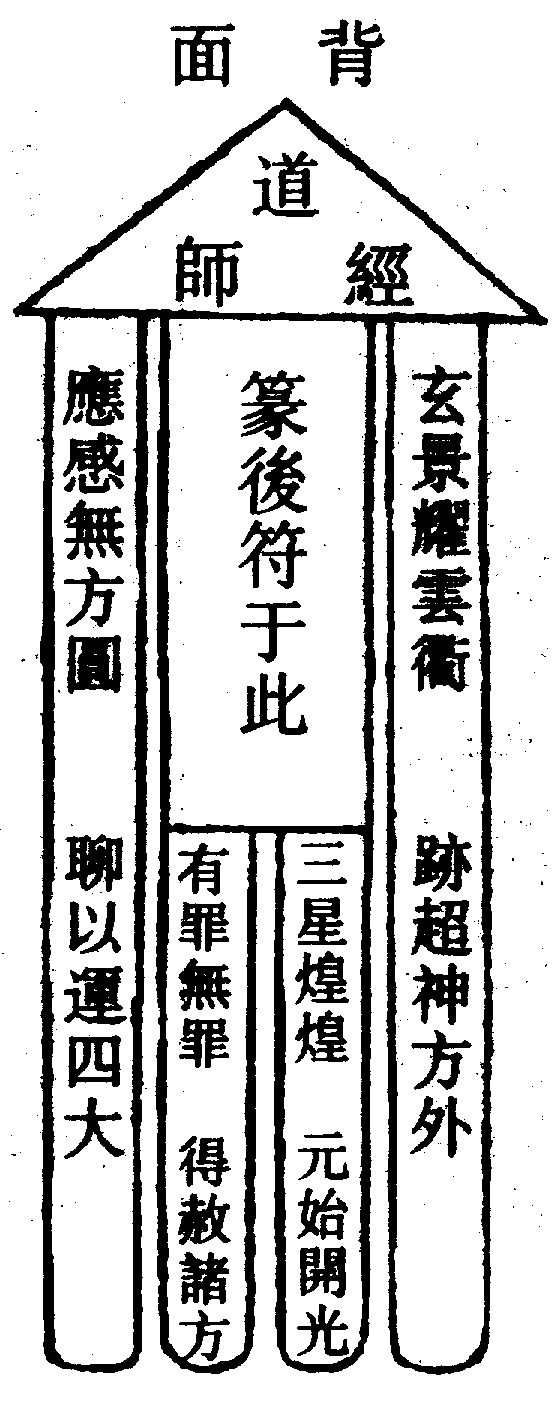 背面
道
經師
玄景耀雲衢　跡超神方外
篆後符于此
三星煌煌　元始開光
有罪無罪　得赦諸方
應感無方圓　聊以運四大